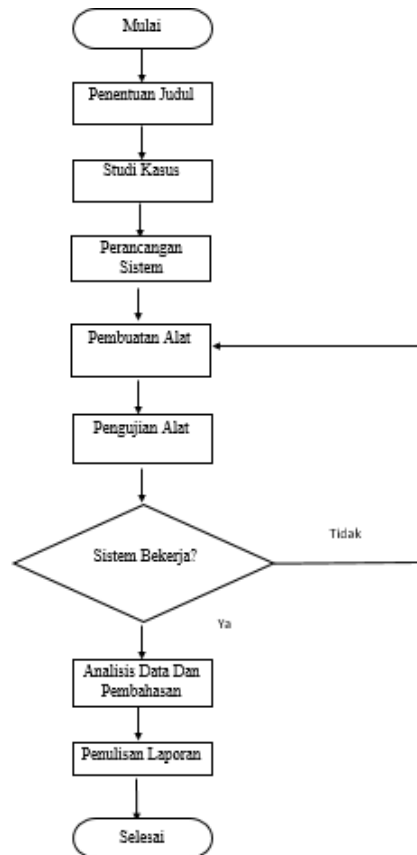 Mulai
Penentuan Judul
Studi Kasus
Perancangan
Sistem
Pembuatan Alat
Pengujian Alat
Sistem Bekerja?
Tidak
Ya
Analisis Data Dan
Pembahasan
Penulisan Laporan
Selesai